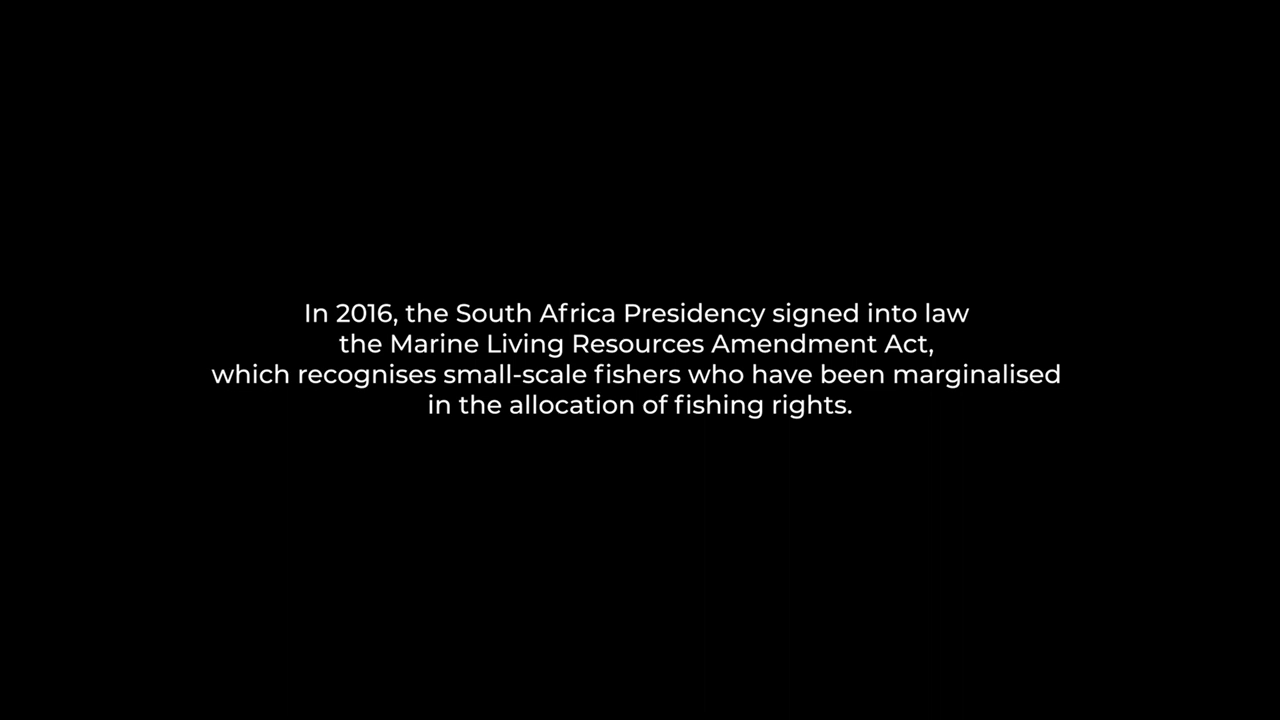 In 2016, the South Africa Presidency signed into law
the Marine Living Resources Amendment Act,
which recognises small-scale fishers who have been marginalised
in the allocation of fishing rights.